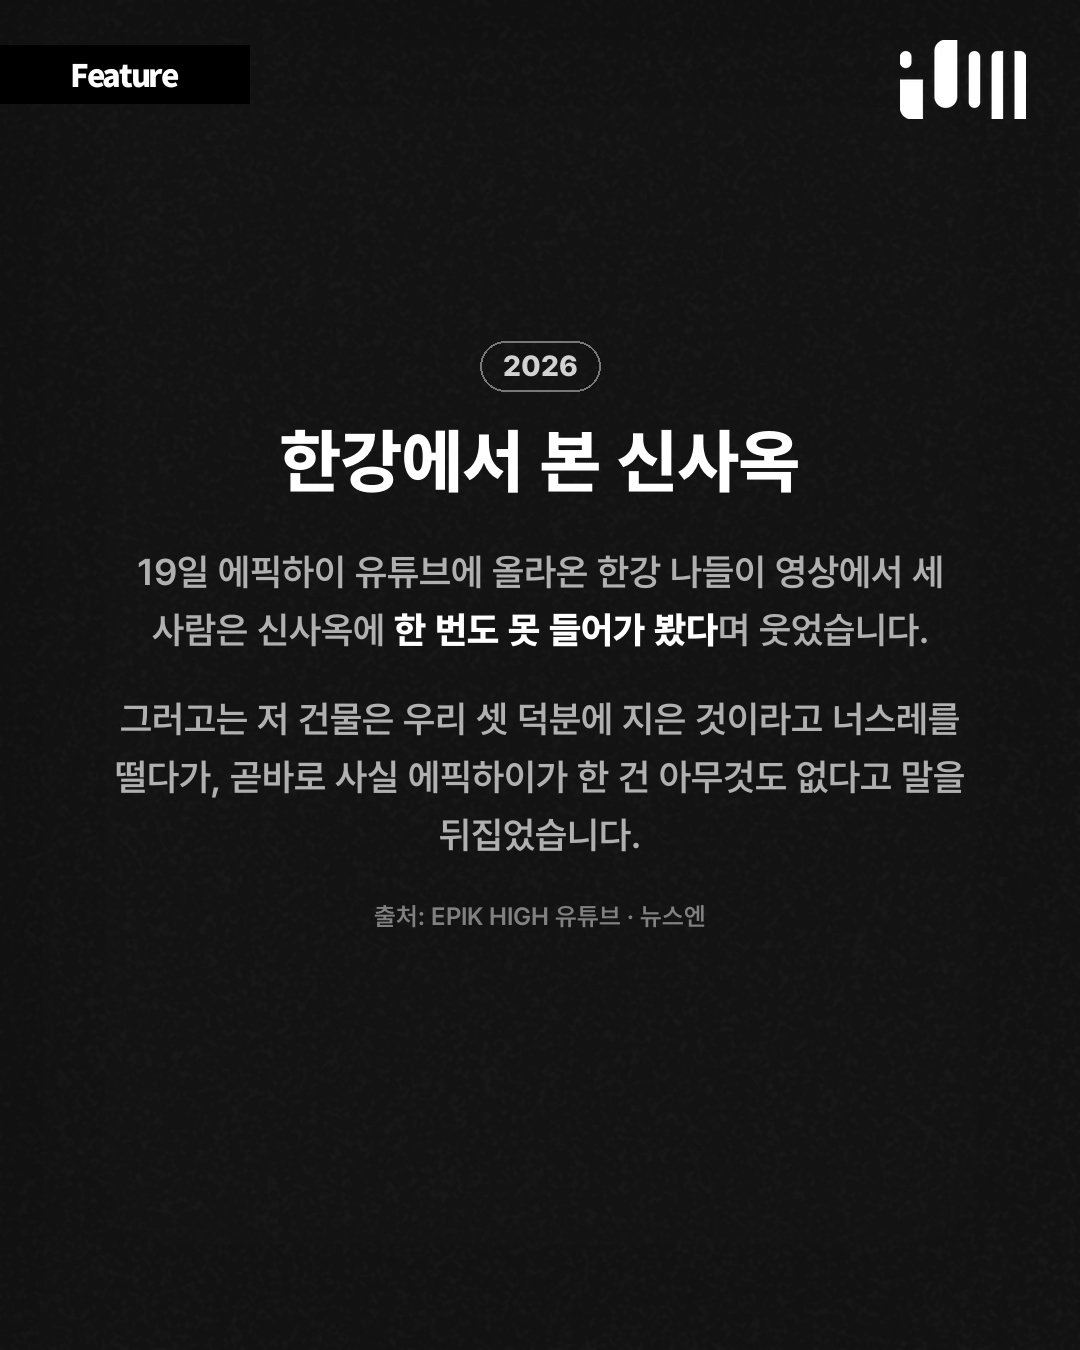 Feature
2026
한강에서 본 신사옥
19일 에픽하이 유튜브에 올라온 한강 나들이 영상에서 세
사람은 신사옥에 한 번도 못 들어가 봤다며 웃었습니다.
그러고는 저 건물은 우리 셋 덕분에 지은 것이라고 너스레를
떨다가, 곧바로 사실 에픽하이가 한 건 아무것도 없다고 말을
뒤집었습니다.
출처: EPIK HIGH 유튜브 · 뉴스엔